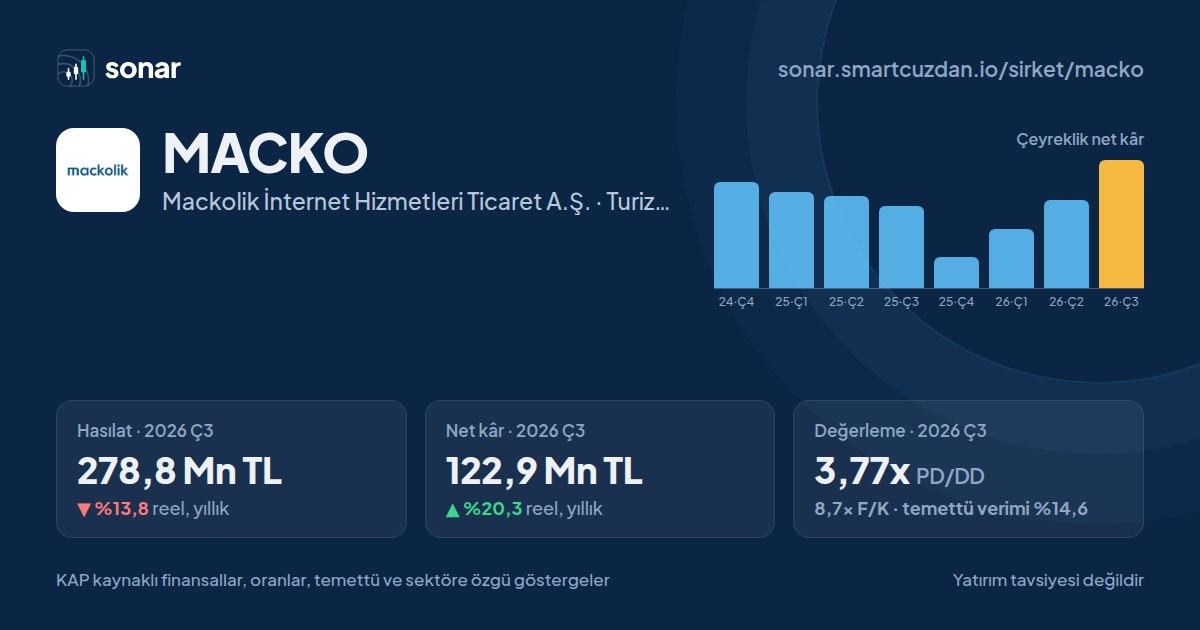 sonar
sonar.smartcuzdan.io/sirket/macko
mackolik
MACKO
Mackolik İnternet Hizmetleri Ticaret A.Ş. · Turiz...
Çeyreklik net kâr
24·Ç4 25·Ç1 25·Ç2 25·Ç3 25·Ç4 26·Ç1 26·Ç2 26·Ç3
Hasılat · 2026 Ç3
278,8 Mn TL
▼ %13,8 reel, yıllık
Net kâr · 2026 Ç3
122,9 Mn TL
▲ %20,3 reel, yıllık
Değerleme · 2026 Ç3
3,77x PD/DD
8,7× F/K · temettü verimi %14,6
KAP kaynaklı finansallar, oranlar, temettü ve sektöre özgü göstergeler
Yatırım tavsiyesi değildir